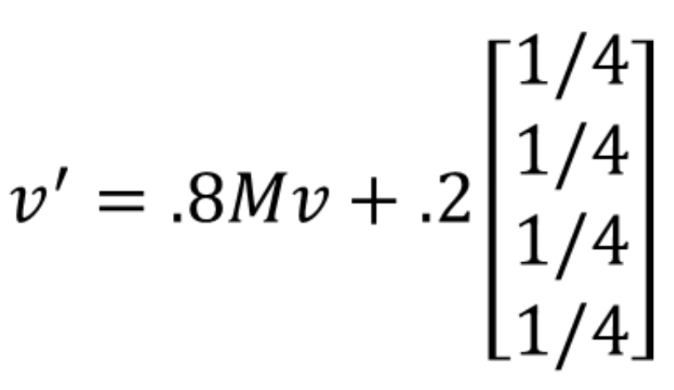 v′ = .8Mv + .2 [1/4
1/4
1/4
1/4]